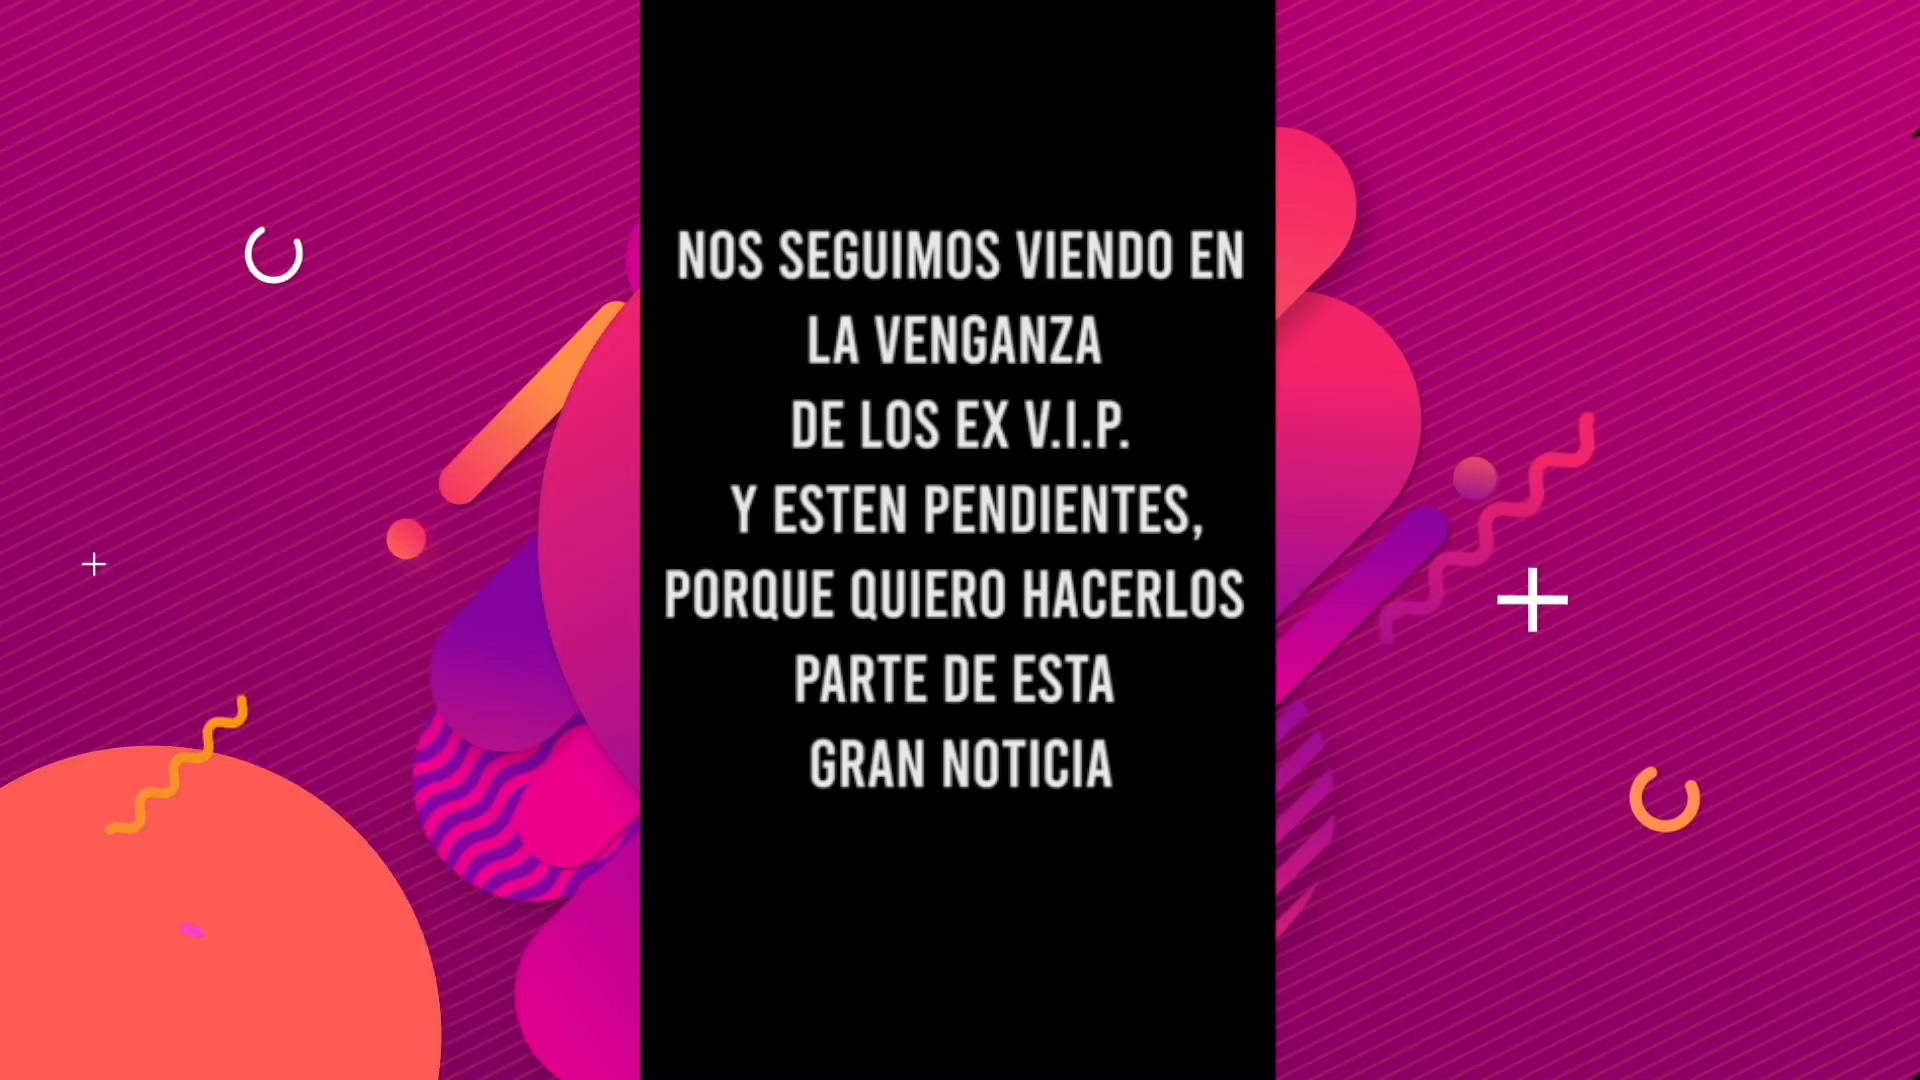 NOS SEGUIMOS VIENDO EN
LA VENGANZA
DE LOS EX V.I.P.
Y ESTEN PENDIENTES,
PORQUE QUIERO HACERLOS
PARTE DE ESTA
GRAN NOTICIA